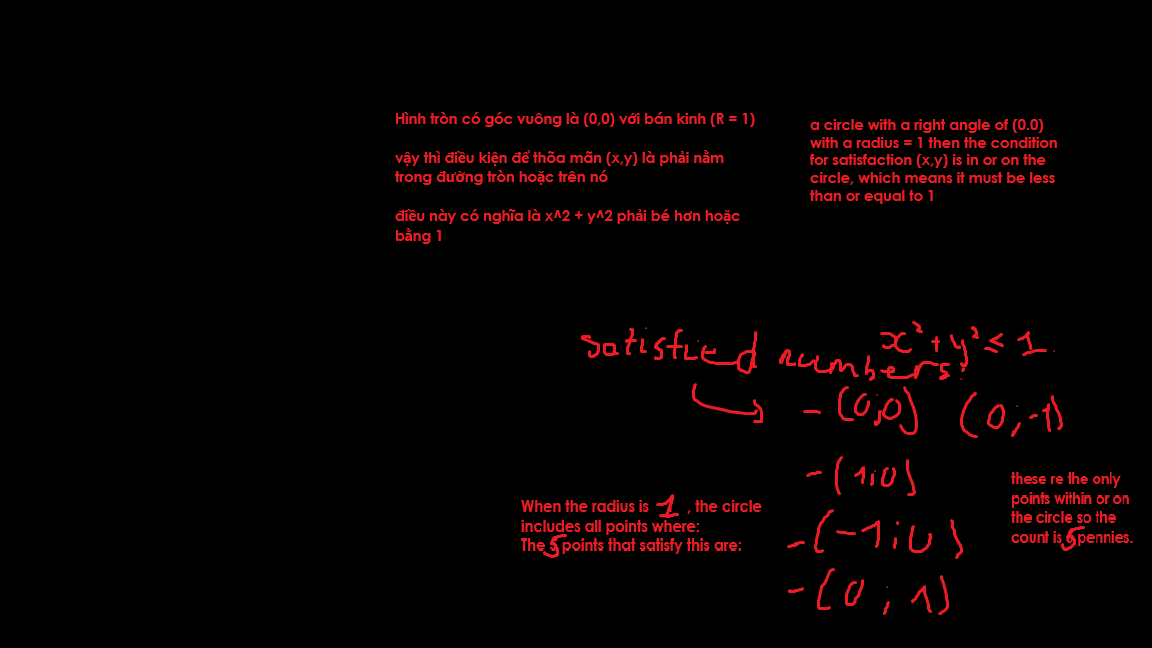 Hình tròn có góc vuông là (0,0) với bán kinh (R = 1)
vậy thì điều kiện để thõa mãn (x,y) là phải nằm
trong đường tròn hoặc trên nó
điều này có nghĩa là x^2 + y^2 phải bé hơn hoặc
bằng 1
a circle with a right angle of (0.0)
with a radius = 1 then the condition
for satisfaction (x,y) is in or on the
circle, which means it must be less
than or equal to 1
x² + y² ≤ 1
satisfied numbers:
- (0;0) (0;-1)
- (1;0)
- (-1;0)
- (0;1)
When the radius is 1, the circle
includes all points where:
The 5 points that satisfy this are:
these re the only
points within or on
the circle so the
count is 5 pennies.